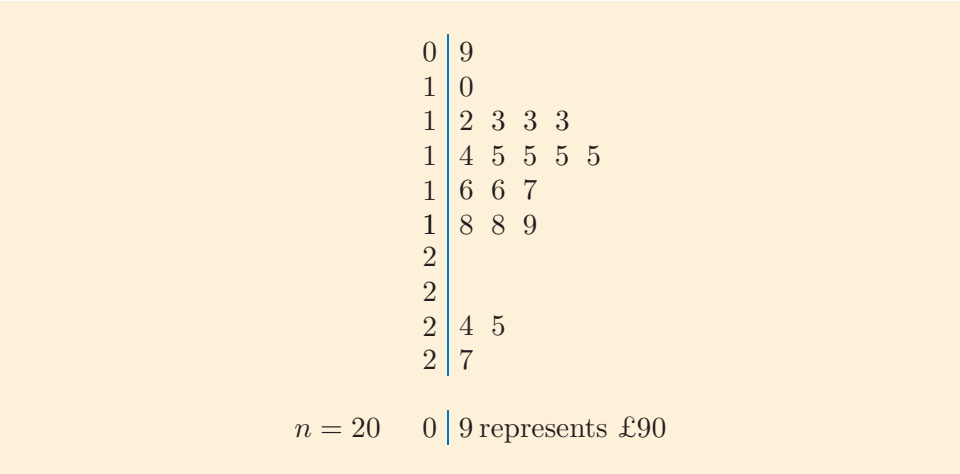 0 | 9
1 | 0
1 | 2 3 3 3
1 | 4 5 5 5 5
1 | 6 6 7
1 | 8 8 9
2 |
2 |
2 | 4 5
2 | 7
n = 20 0 | 9 represents £90